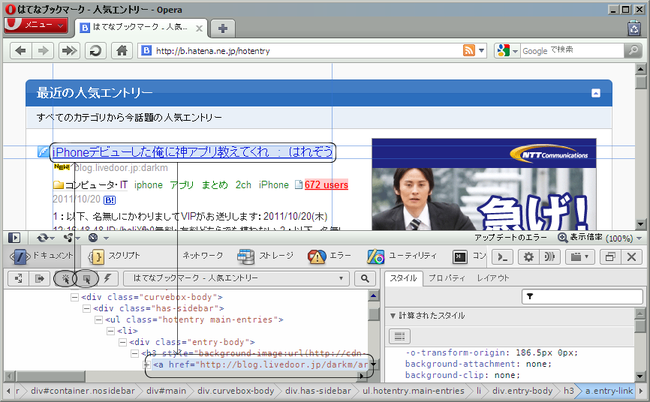 はてなブックマーク - 人気エントリー - Opera
メニュー
B! はてなブックマーク - 人気エン...
http://b.hatena.ne.jp/hotentry
Google で検索
最近の人気エントリー
すべてのカテゴリから今話題の人気エントリー
iPhoneデビューした俺に神アプリ教えてくれ : はれぞう
blog.livedoor.jp/darkm
コンピュータ・IT iphone アプリ まとめ 2ch iPhone 672 users
2011/10/20 B!
1:以下、名無しにかわりましてVIPがお送りします:2011/10/20(木)
NTT Communications
急げ!
アップデートのエラー 表示倍率 (100%)
ドキュメント スクリプト ネットワーク ストレージ エラー ユーティリティ コン
はてなブックマーク - 人気エントリー
スタイル プロパティ レイアウト
<div class="curvebox-body">
<div class="has-sidebar">
<ul class="hotentry main-entries">
<li>
<div class="entry-body">
<h3 style="background-image:url(http://cdn-
<a href="http://blog.livedoor.jp/darkm/ar
計算されたスタイル
-o-transform-origin: 186.5px 0px;
background-attachment: none;
background-clip: none;
r div#container.nosidebar div#main div.curvebox-body div.has-sidebar ul.hotentry.main-entries li div.entry-body h3 a.entry-link